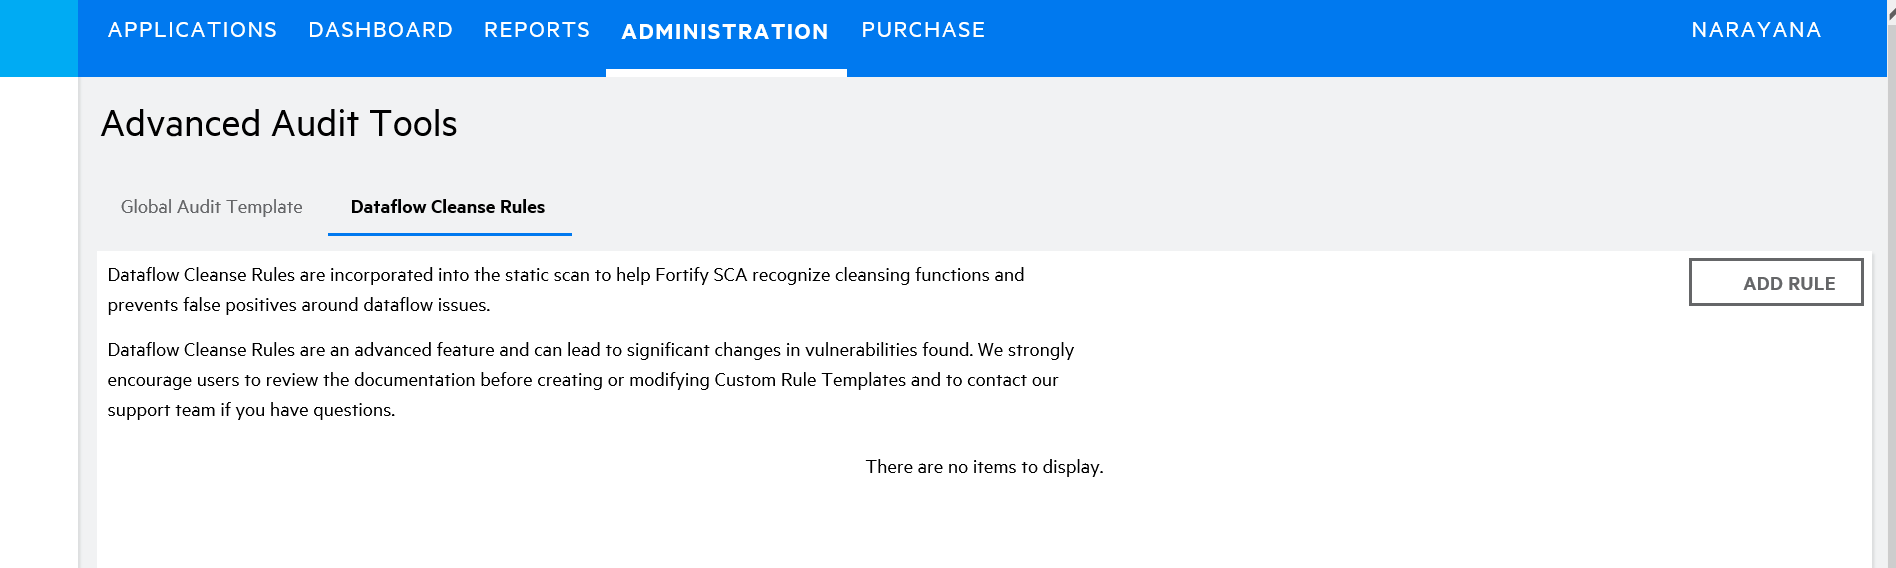 APPLICATIONS DASHBOARD REPORTS ADMINISTRATION PURCHASE NARAYANA
Advanced Audit Tools
Global Audit Template Dataflow Cleanse Rules
Dataflow Cleanse Rules are incorporated into the static scan to help Fortify SCA recognize cleansing functions and
prevents false positives around dataflow issues.
ADD RULE
Dataflow Cleanse Rules are an advanced feature and can lead to significant changes in vulnerabilities found. We strongly
encourage users to review the documentation before creating or modifying Custom Rule Templates and to contact our
support team if you have questions.
There are no items to display.